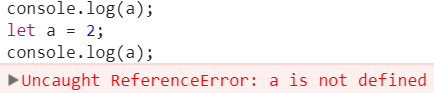 console.log(a);
let a = 2;
console.log(a);
▶Uncaught ReferenceError: a is not defined